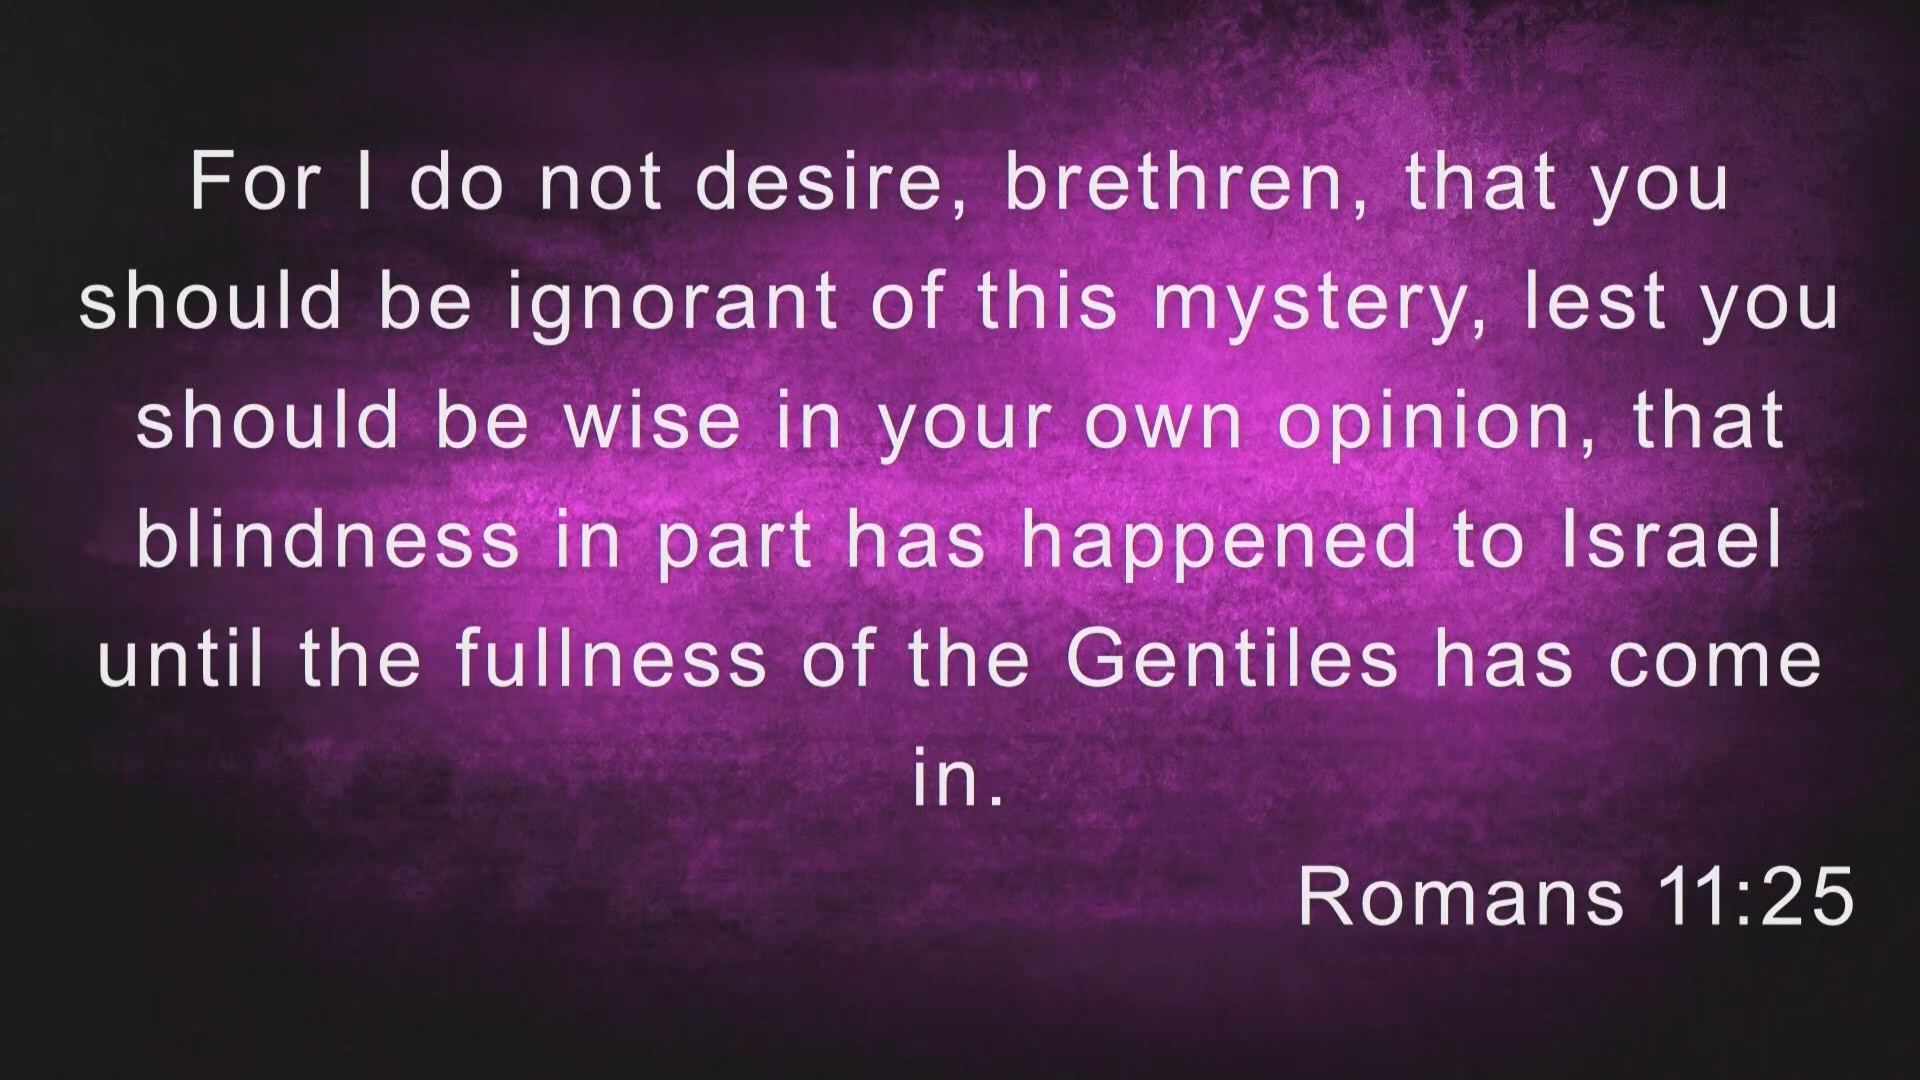 For I do not desire, brethren, that you
should be ignorant of this mystery, lest you
should be wise in your own opinion, that
blindness in part has happened to Israel
until the fullness of the Gentiles has come
in.
Romans 11:25